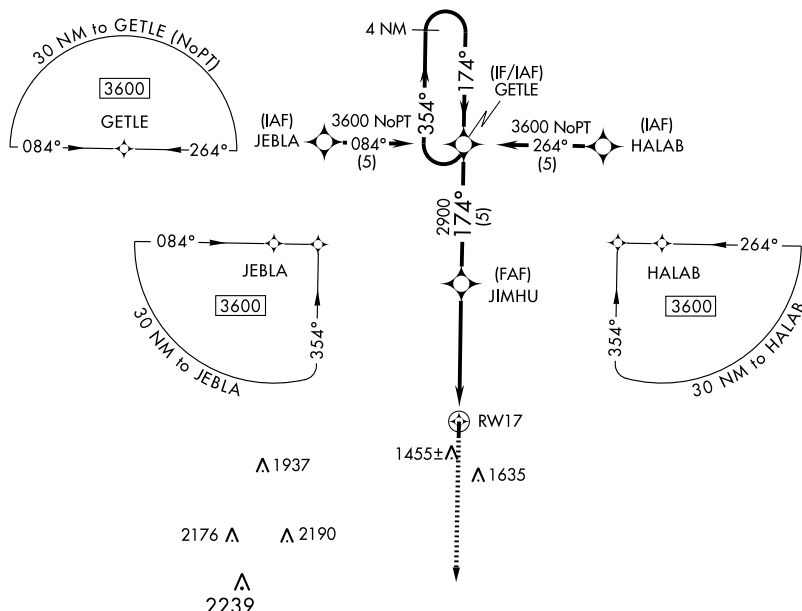 30 NM to GETLE (NoPT)
3600
GETLE
084°
264°
4 NM
354°
174°
(IF/IAF)
GETLE
(IAF)
JEBLA
3600 NoPT
084°
(5)
3600 NoPT
264°
(5)
(IAF)
HALAB
2900
174°
(5)
084°
JEBLA
3600
354°
30 NM to JEBLA
264°
HALAB
3600
354°
30 NM to HALAB
(FAF)
JIMHU
RW17
1455±
1635
1937
2176
2190
2239